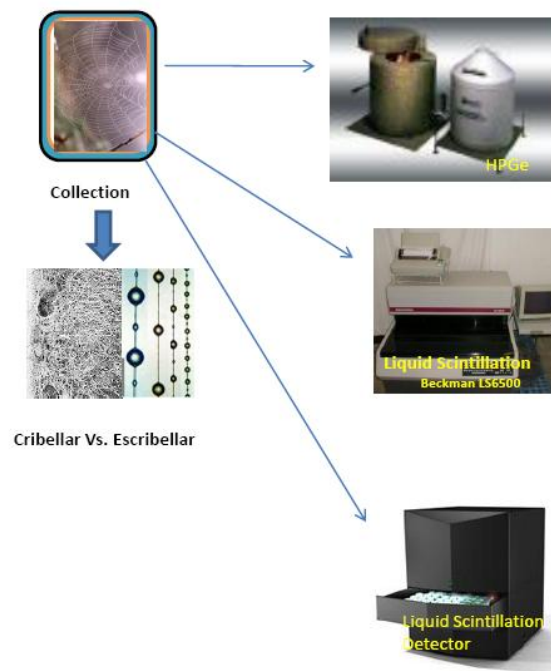 HPGe
Collection
Liquid Scintillation
Beckman LS6500
Cribellar Vs. Escribellar
Liquid Scintillation
Detector